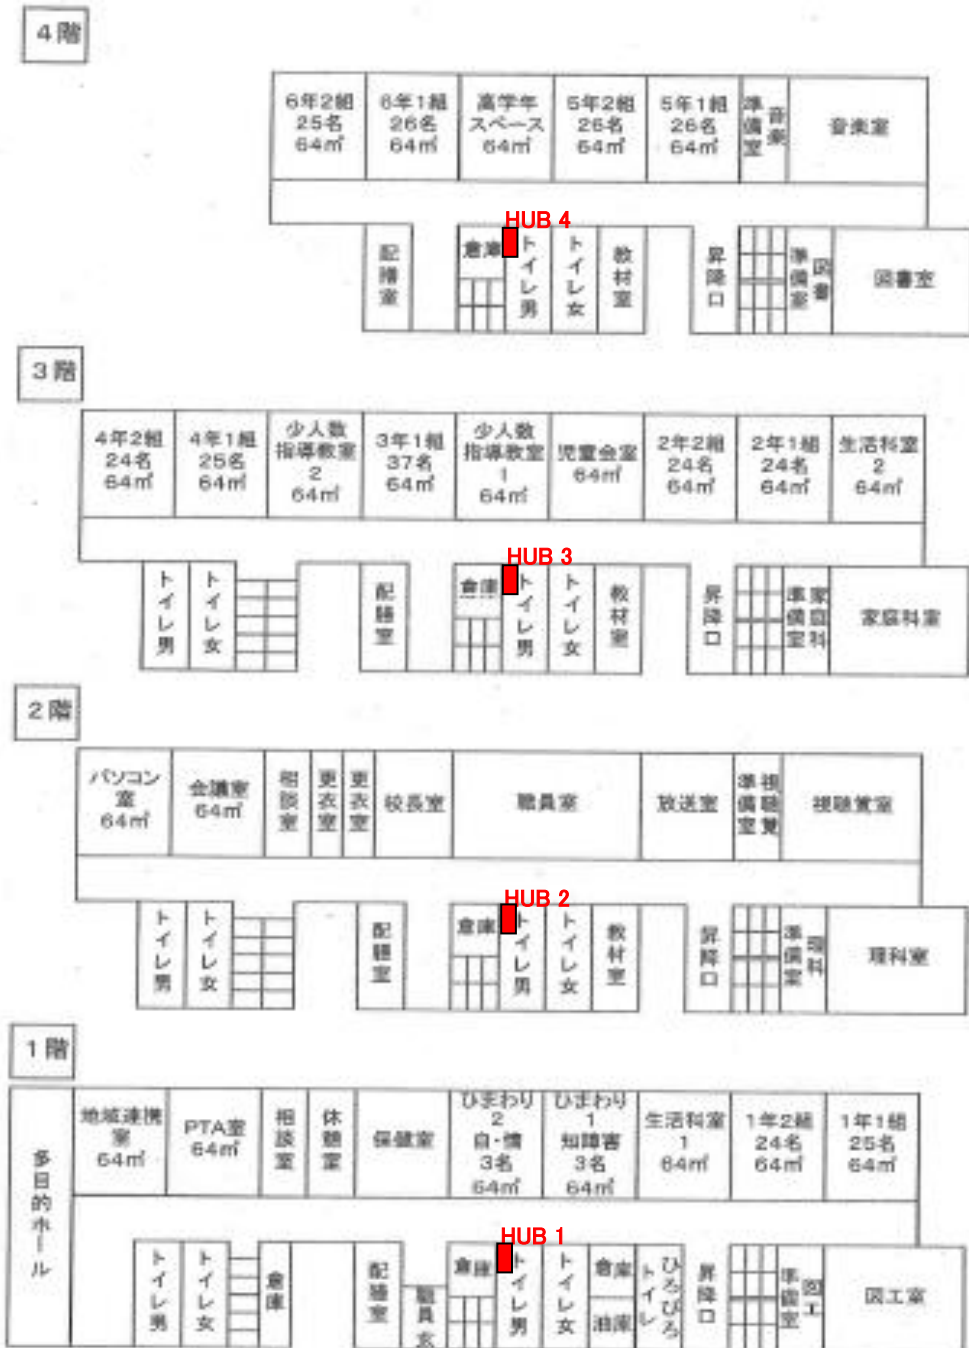 4階
6年2組
25名
64㎡
6年1組
26名
64㎡
高学年
スペース
64㎡
5年2組
26名
64㎡
5年1組
26名
64㎡
音楽
準備室
音楽室
HUB 4
配膳室
倉庫
トイレ男
トイレ女
教材室
昇降口
図書
準備室
図書室
3階
4年2組
24名
64㎡
4年1組
25名
64㎡
少人数
指導教室
2
64㎡
3年1組
37名
64㎡
少人数
指導教室
1
64㎡
児童会室
64㎡
2年2組
24名
64㎡
2年1組
24名
64㎡
生活科室
2
64㎡
HUB 3
トイレ男
トイレ女
配膳室
倉庫
トイレ男
トイレ女
教材室
昇降口
家庭科
準備室
家庭科室
2階
パソコン
室
64㎡
会議室
64㎡
相談室
更衣室
更衣室
校長室
職員室
放送室
視聴覚
準備室
視聴覚室
HUB 2
トイレ男
トイレ女
配膳室
倉庫
トイレ男
トイレ女
教材室
昇降口
理科
準備室
理科室
1階
多目的ホール
地域連携
室
64㎡
PTA室
64㎡
相談室
休憩室
保健室
ひまわり
2
自・情
3名
64㎡
ひまわり
1
知障害
3名
64㎡
生活科室
1
64㎡
1年2組
24名
64㎡
1年1組
25名
64㎡
HUB 1
トイレ男
トイレ女
倉庫
配膳室
職員玄
倉庫
トイレ男
トイレ女
倉庫
油庫
ひろびろ
トイレ
昇降口
図工
準備室
図工室